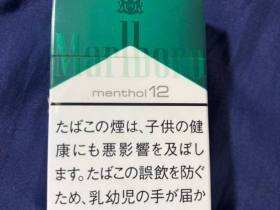 Marlboro
menthol 12
たばこの煙は、子供の健
康にも悪影響を及ぼし
ます。たばこの誤飲を防ぐ
ため、乳幼児の手が届か